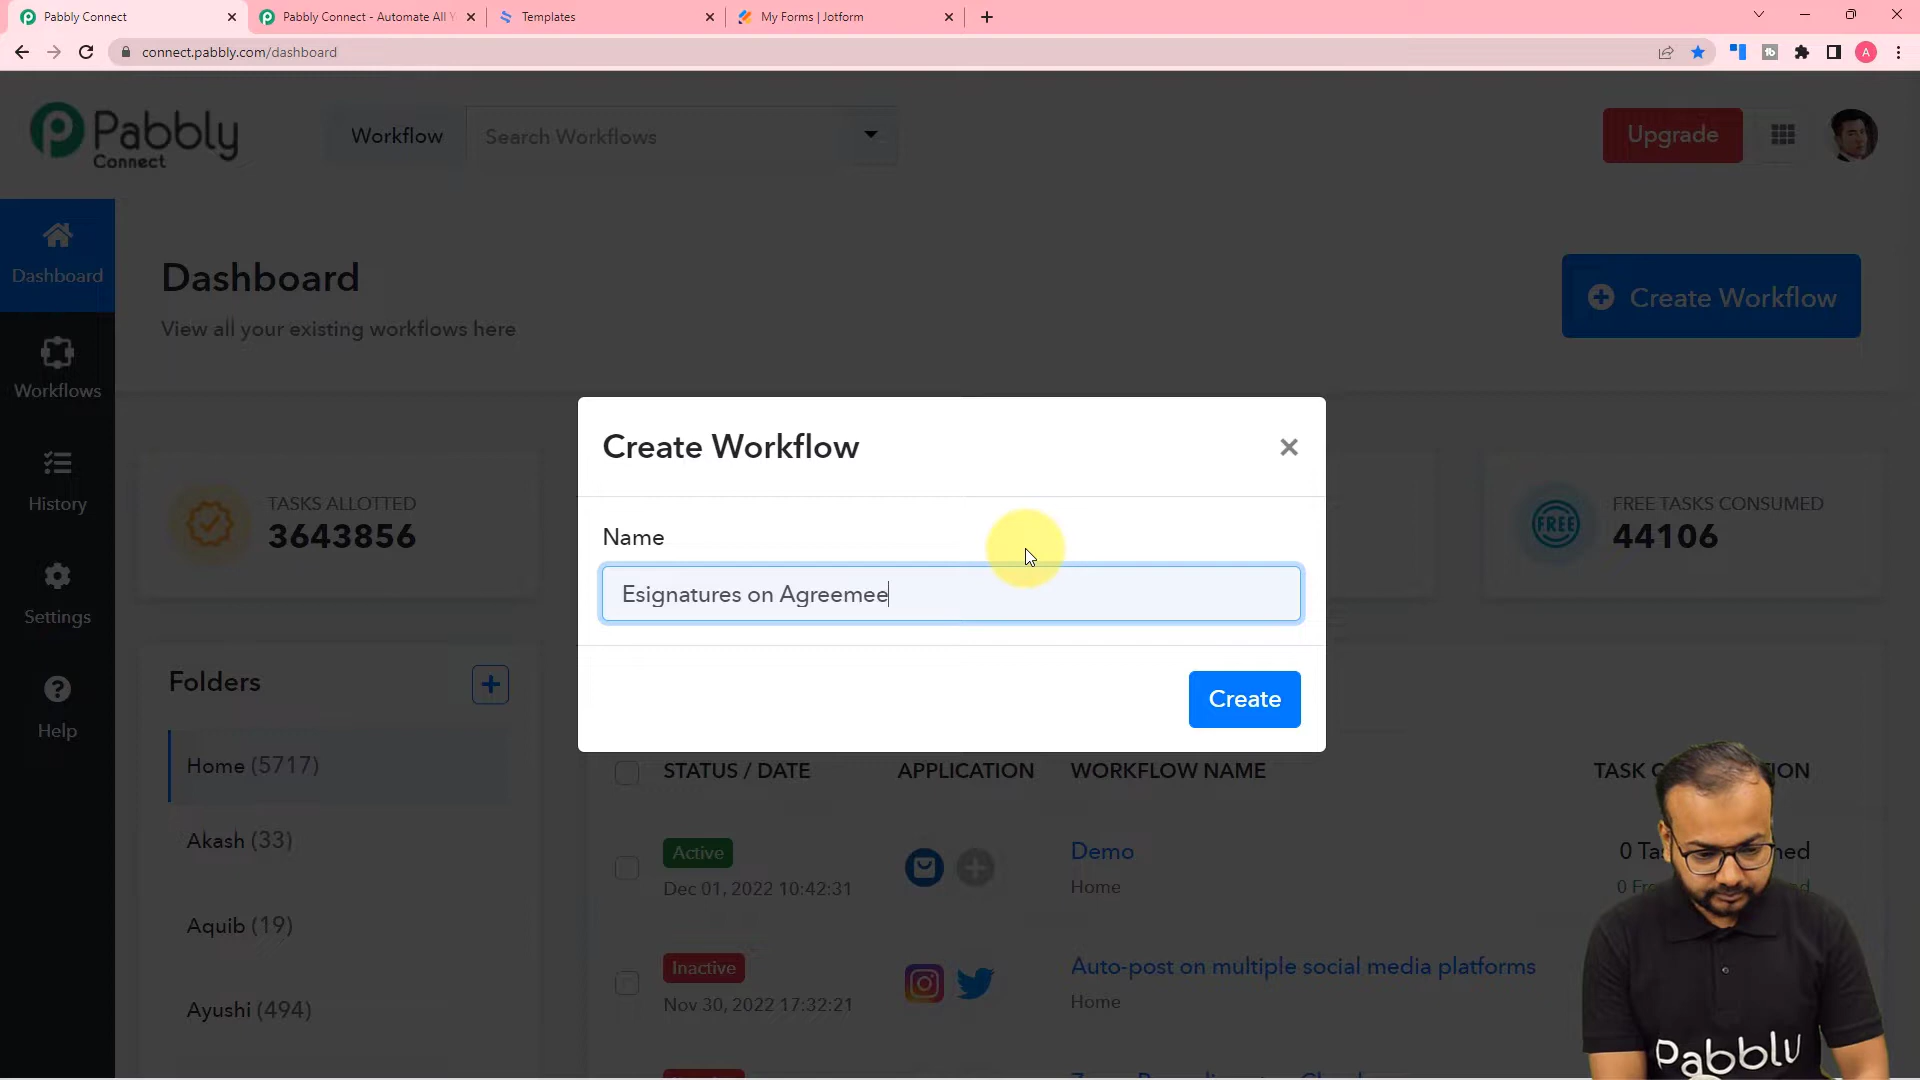 Pabbly Connect
Pabbly Connect - Automate All Y
Templates
My Forms | Jotform
connect.pabbly.com/dashboard
A
Pabbly
Connect
Workflow
Search Workflows
Upgrade
Dashboard
Workflows
History
Settings
Help
Dashboard
View all your existing workflows here
Create Workflow
TASKS ALLOTTED
3643856
FREE TASKS CONSUMED
FREE
44106
Create Workflow
Name
Esignatures on Agreemee
Create
Folders
Home (5717)
Akash (33)
Aquib (19)
Ayushi (494)
STATUS / DATE
APPLICATION
WORKFLOW NAME
TASK
Active
Dec 01, 2022 10:42:31
Demo
Home
Inactive
Nov 30, 2022 17:32:21
Auto-post on multiple social media platforms
Home
Pabbly